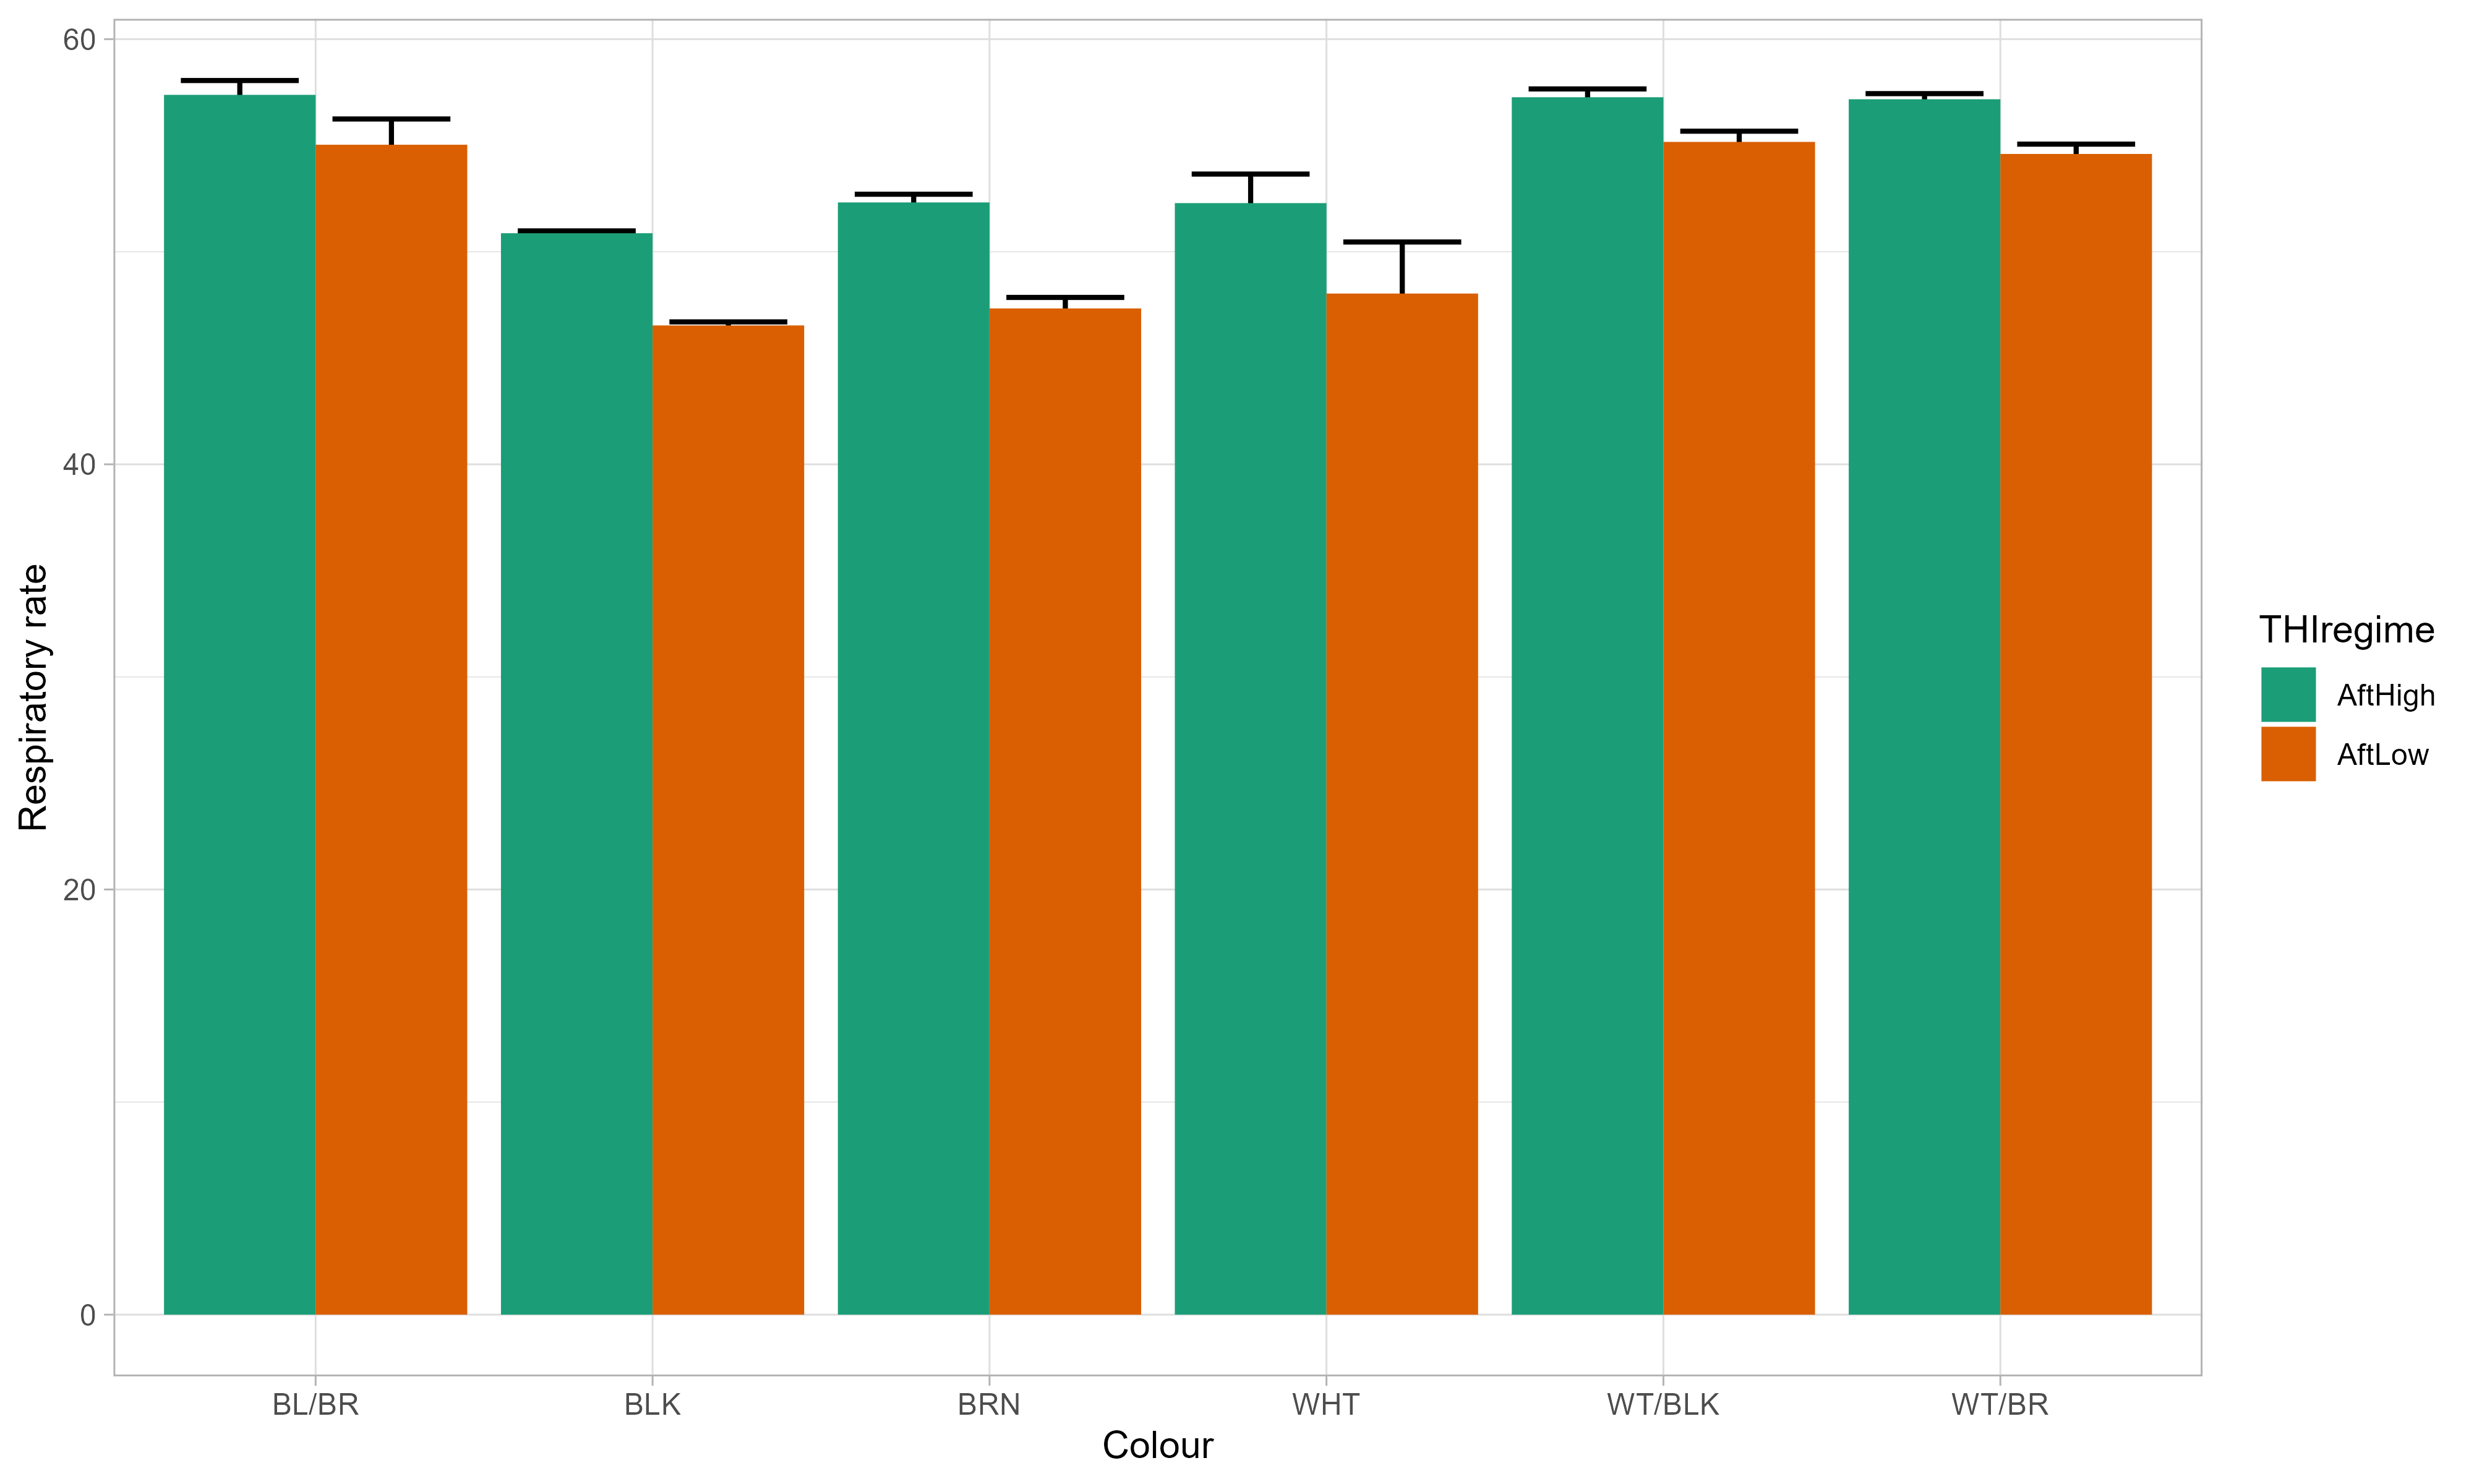 60
40
20
0
Respiratory rate
BL/BR BLK BRN WHT WT/BLK WT/BR
Colour
THIregime
AftHigh
AftLow